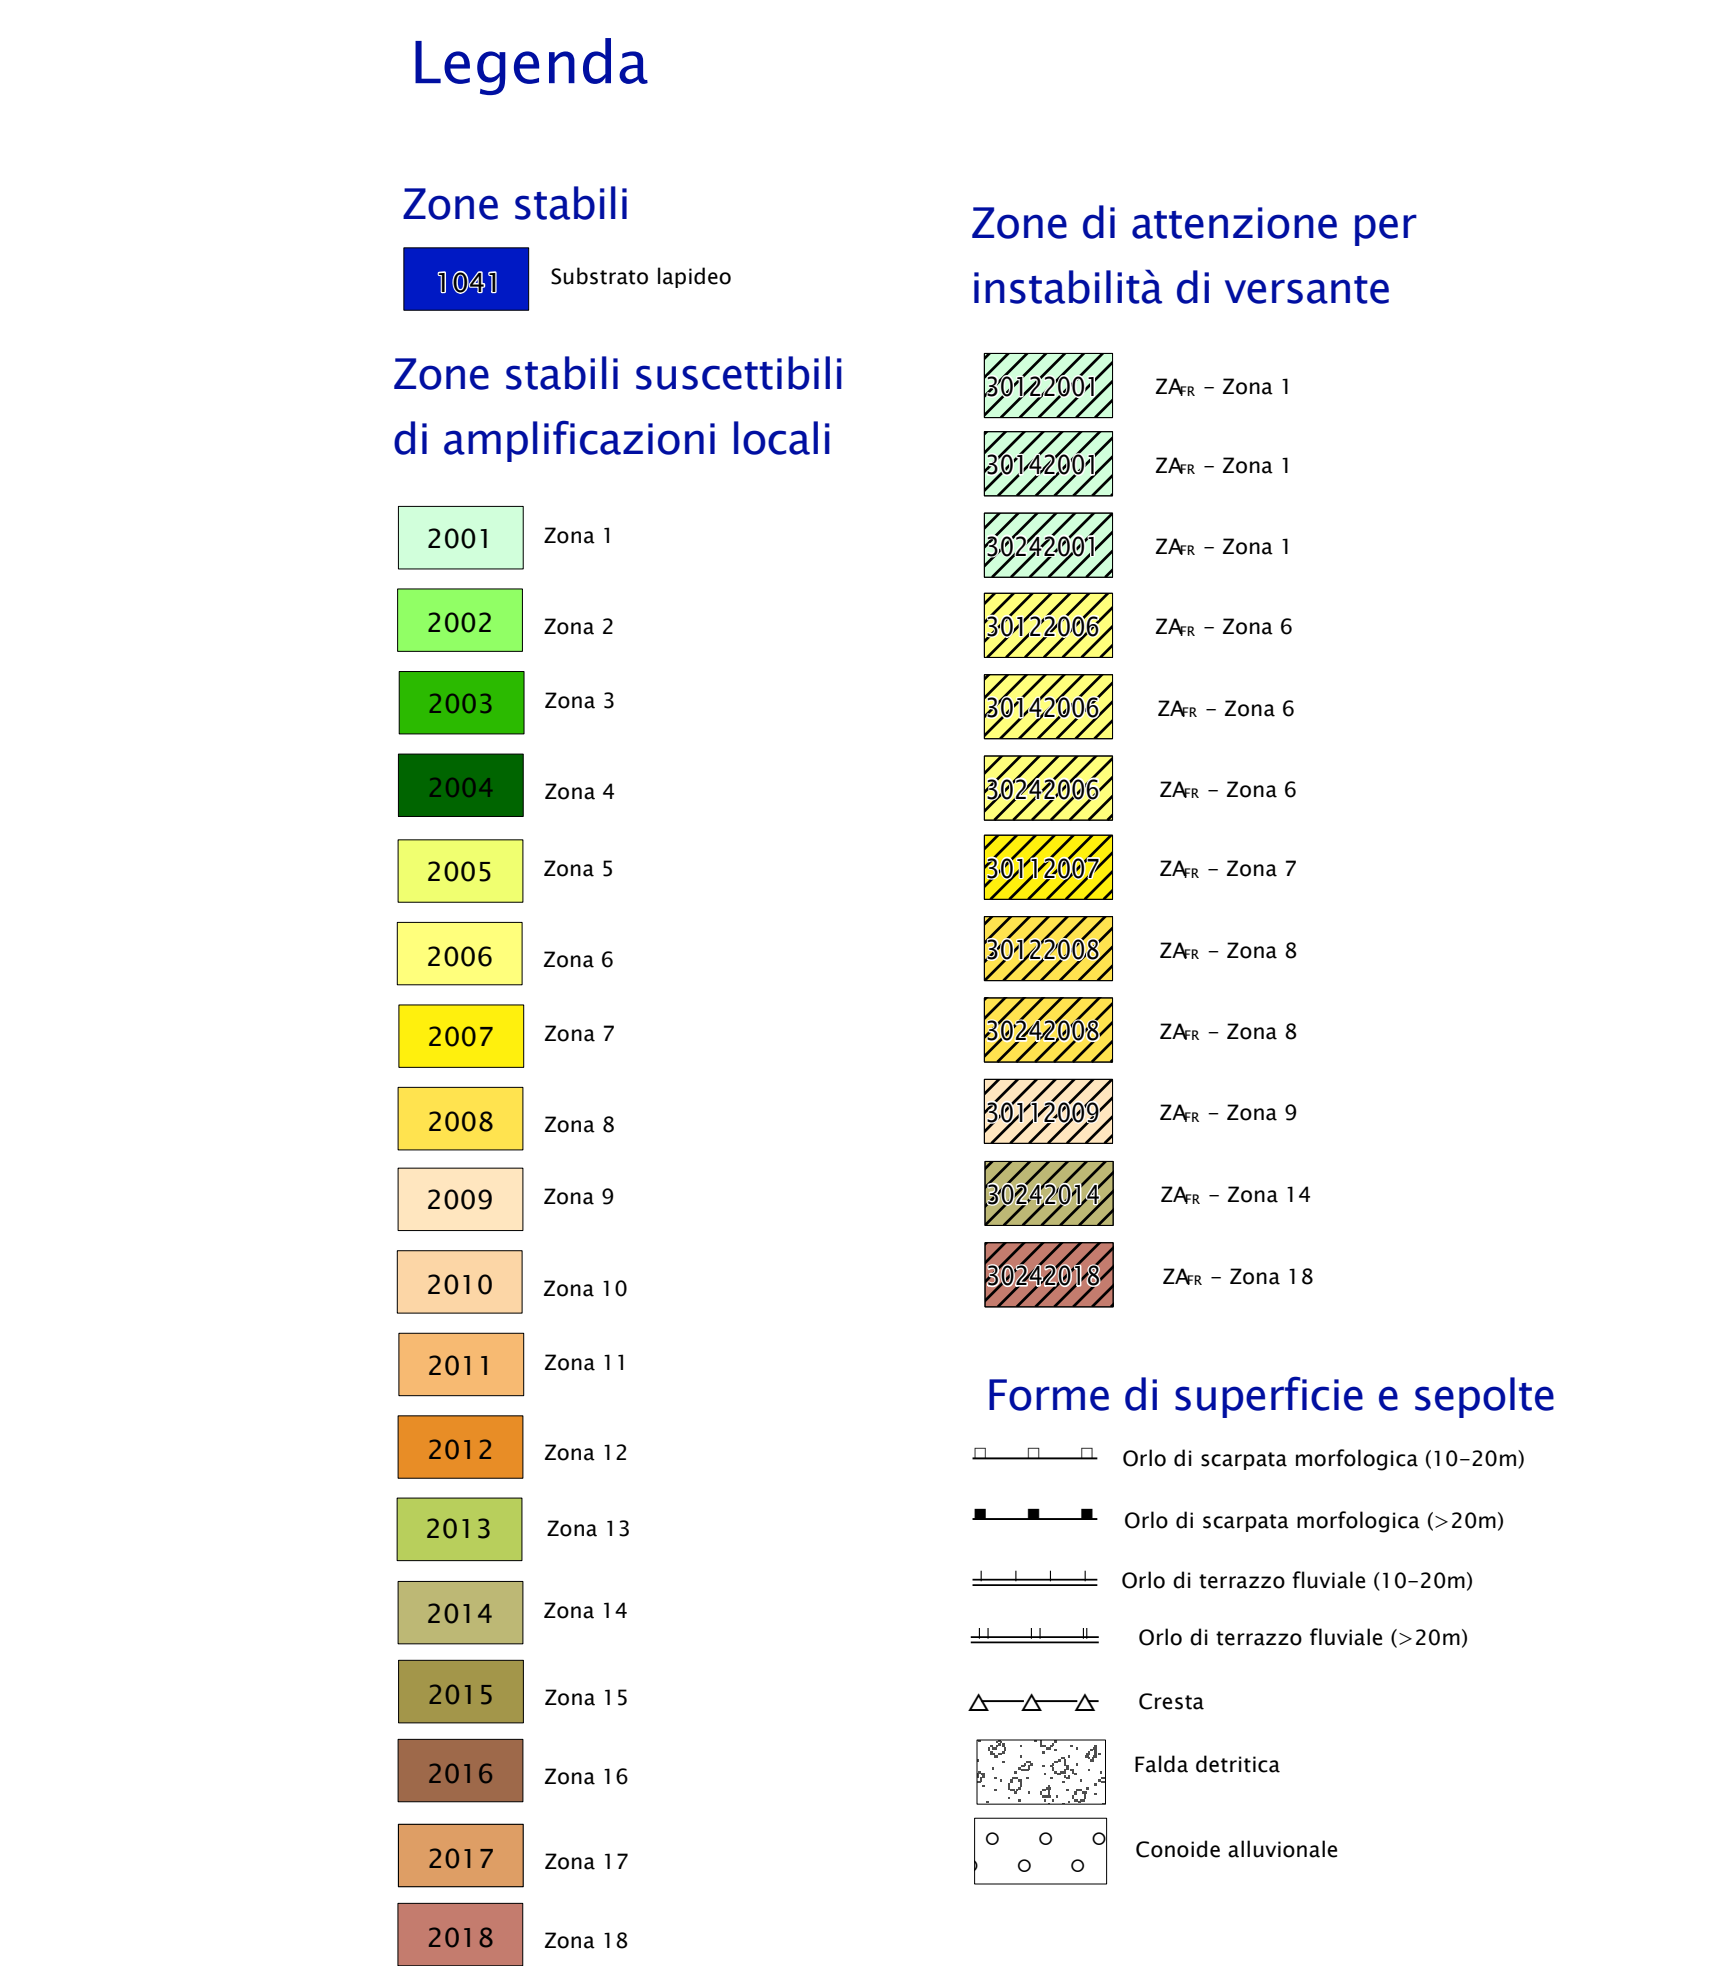 Legenda
Zone stabili
1041 Substrato lapideo
Zone stabili suscettibili
di amplificazioni locali
2001 Zona 1
2002 Zona 2
2003 Zona 3
2004 Zona 4
2005 Zona 5
2006 Zona 6
2007 Zona 7
2008 Zona 8
2009 Zona 9
2010 Zona 10
2011 Zona 11
2012 Zona 12
2013 Zona 13
2014 Zona 14
2015 Zona 15
2016 Zona 16
2017 Zona 17
2018 Zona 18
Zone di attenzione per
instabilità di versante
30122001 ZAFR – Zona 1
30142001 ZAFR – Zona 1
30242001 ZAFR – Zona 1
30122006 ZAFR – Zona 6
30142006 ZAFR – Zona 6
30242006 ZAFR – Zona 6
30112007 ZAFR – Zona 7
30122008 ZAFR – Zona 8
30242008 ZAFR – Zona 8
30112009 ZAFR – Zona 9
30242014 ZAFR – Zona 14
30242018 ZAFR – Zona 18
Forme di superficie e sepolte
Orlo di scarpata morfologica (10–20m)
Orlo di scarpata morfologica (>20m)
Orlo di terrazzo fluviale (10–20m)
Orlo di terrazzo fluviale (>20m)
Cresta
Falda detritica
Conoide alluvionale